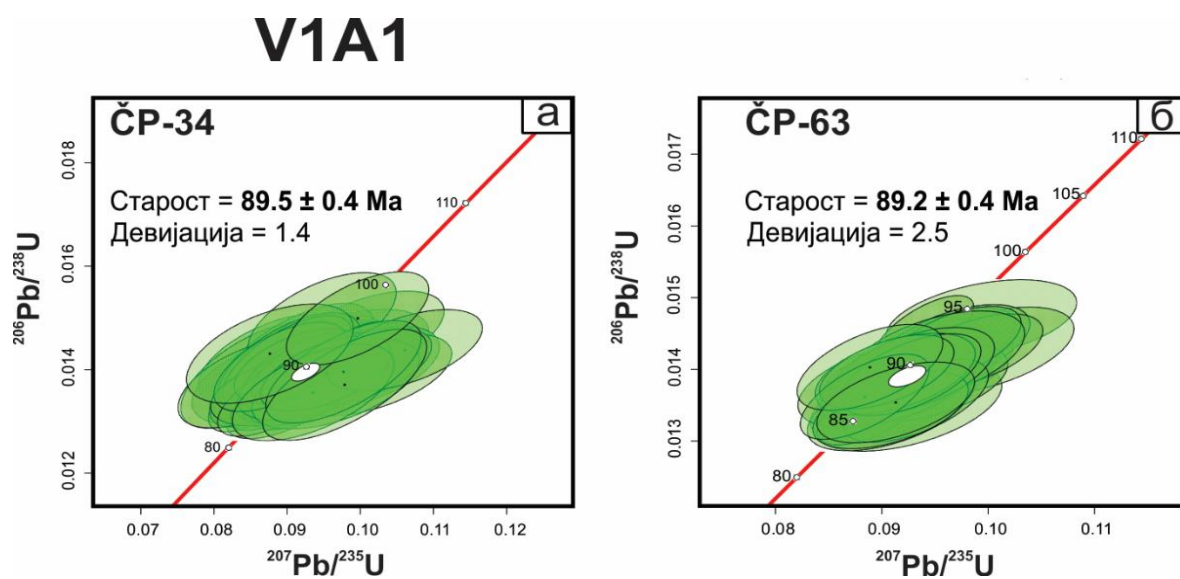 V1A1
ČP-34
a
Старост = 89.5 ± 0.4 Ma
Девијација = 1.4
110
100
90
80
0.018
0.016
0.014
0.012
²⁰⁶Pb/²³⁸U
0.07 0.08 0.09 0.10 0.11 0.12
²⁰⁷Pb/²³⁵U
ČP-63
б
Старост = 89.2 ± 0.4 Ma
Девијација = 2.5
110
105
100
95
90
85
80
0.017
0.016
0.015
0.014
0.013
²⁰⁶Pb/²³⁸U
0.08 0.09 0.10 0.11
²⁰⁷Pb/²³⁵U